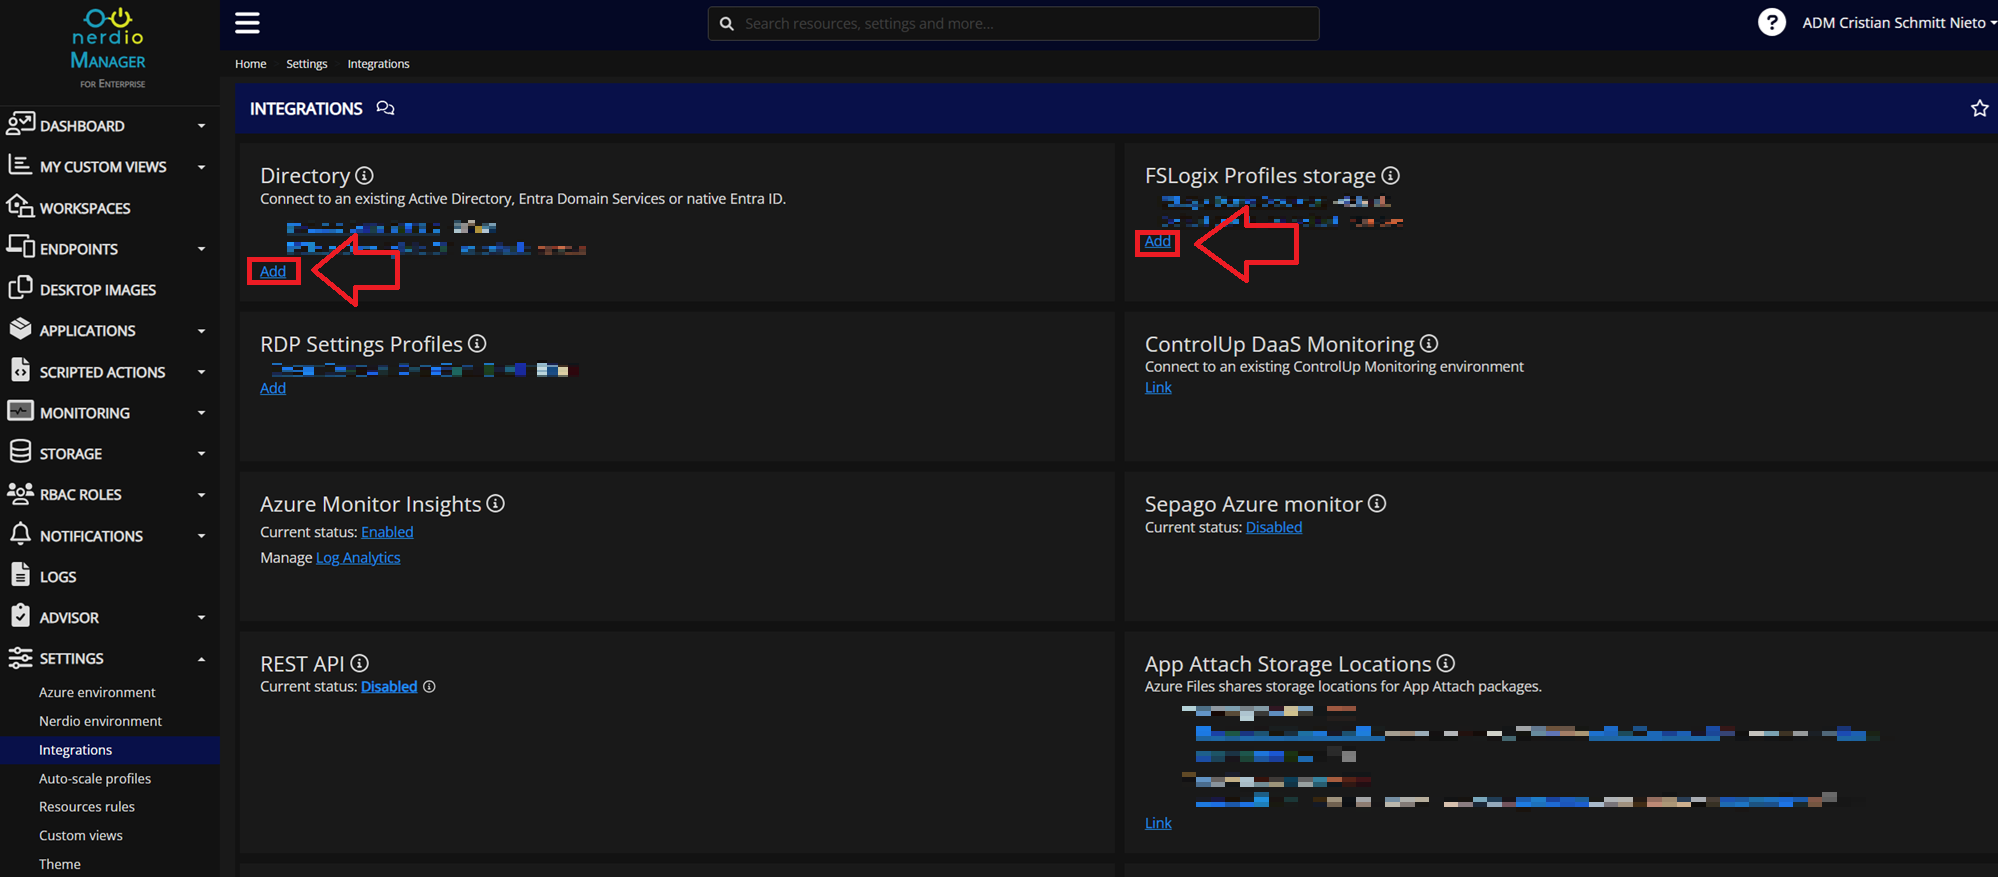 nerdio
MANAGER
FOR ENTERPRISE
Search resources, settings and more...
?
ADM Cristian Schmitt Nieto
Home
Settings
Integrations
INTEGRATIONS
DASHBOARD
MY CUSTOM VIEWS
WORKSPACES
ENDPOINTS
DESKTOP IMAGES
APPLICATIONS
SCRIPTED ACTIONS
MONITORING
STORAGE
RBAC ROLES
NOTIFICATIONS
LOGS
ADVISOR
SETTINGS
Azure environment
Nerdio environment
Integrations
Auto-scale profiles
Resources rules
Custom views
Theme
Directory
Connect to an existing Active Directory, Entra Domain Services or native Entra ID.
Add
FSLogix Profiles storage
Add
RDP Settings Profiles
Add
ControlUp DaaS Monitoring
Connect to an existing ControlUp Monitoring environment
Link
Azure Monitor Insights
Current status: Enabled
Manage Log Analytics
Sepago Azure monitor
Current status: Disabled
REST API
Current status: Disabled
App Attach Storage Locations
Azure Files shares storage locations for App Attach packages.
Link